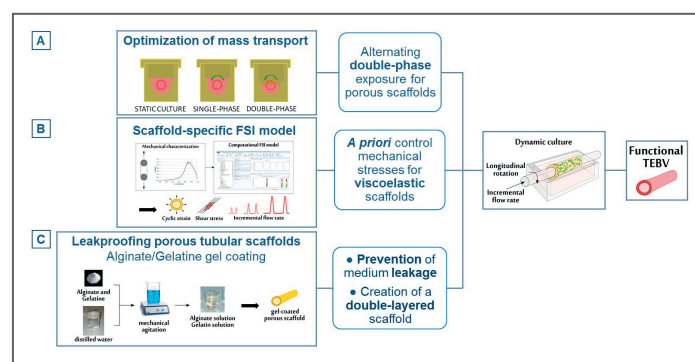 A
Optimization of mass transport
STATIC CULTURE
SINGLE-PHASE
DOUBLE-PHASE
Alternating
double-phase
exposure for
porous scaffolds
B
Scaffold-specific FSI model
Mechanical characterization
Computational FSI model
Cyclic strain
Shear stress
Incremental flow rate
A priori control
mechanical
stresses for
viscoelastic
scaffolds
C
Leakproofing porous tubular scaffolds
Alginate/Gelatine gel coating
Alginate and
Gelatine
distilled water
mechanical
agitation
Alginate solution
Gelatin solution
gel-coated
porous scaffold
● Prevention of
medium leakage
● Creation of a
double-layered
scaffold
Dynamic culture
Longitudinal
rotation
Incremental
flow rate
Functional
TEBV